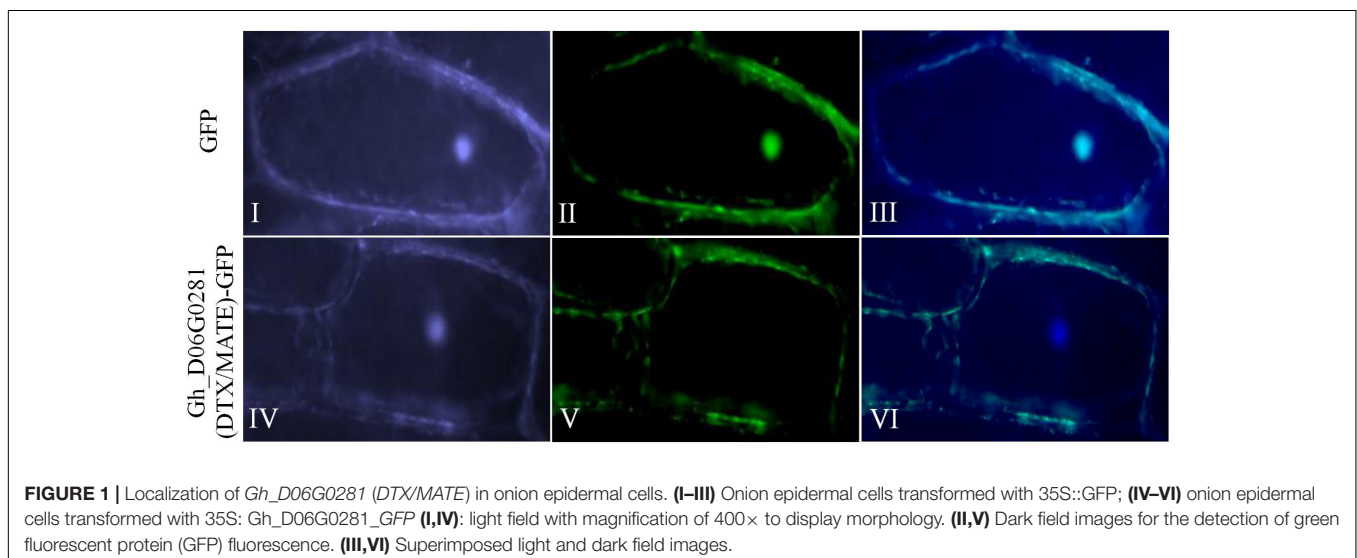 GFP
I
II
III
Gh_D06G0281
(DTX/MATE)-GFP
IV
V
VI
FIGURE 1 | Localization of Gh_D06G0281 (DTX/MATE) in onion epidermal cells. (I–III) Onion epidermal cells transformed with 35S::GFP; (IV–VI) onion epidermal
cells transformed with 35S: Gh_D06G0281_GFP (I,IV): light field with magnification of 400× to display morphology. (II,V) Dark field images for the detection of green
fluorescent protein (GFP) fluorescence. (III,VI) Superimposed light and dark field images.